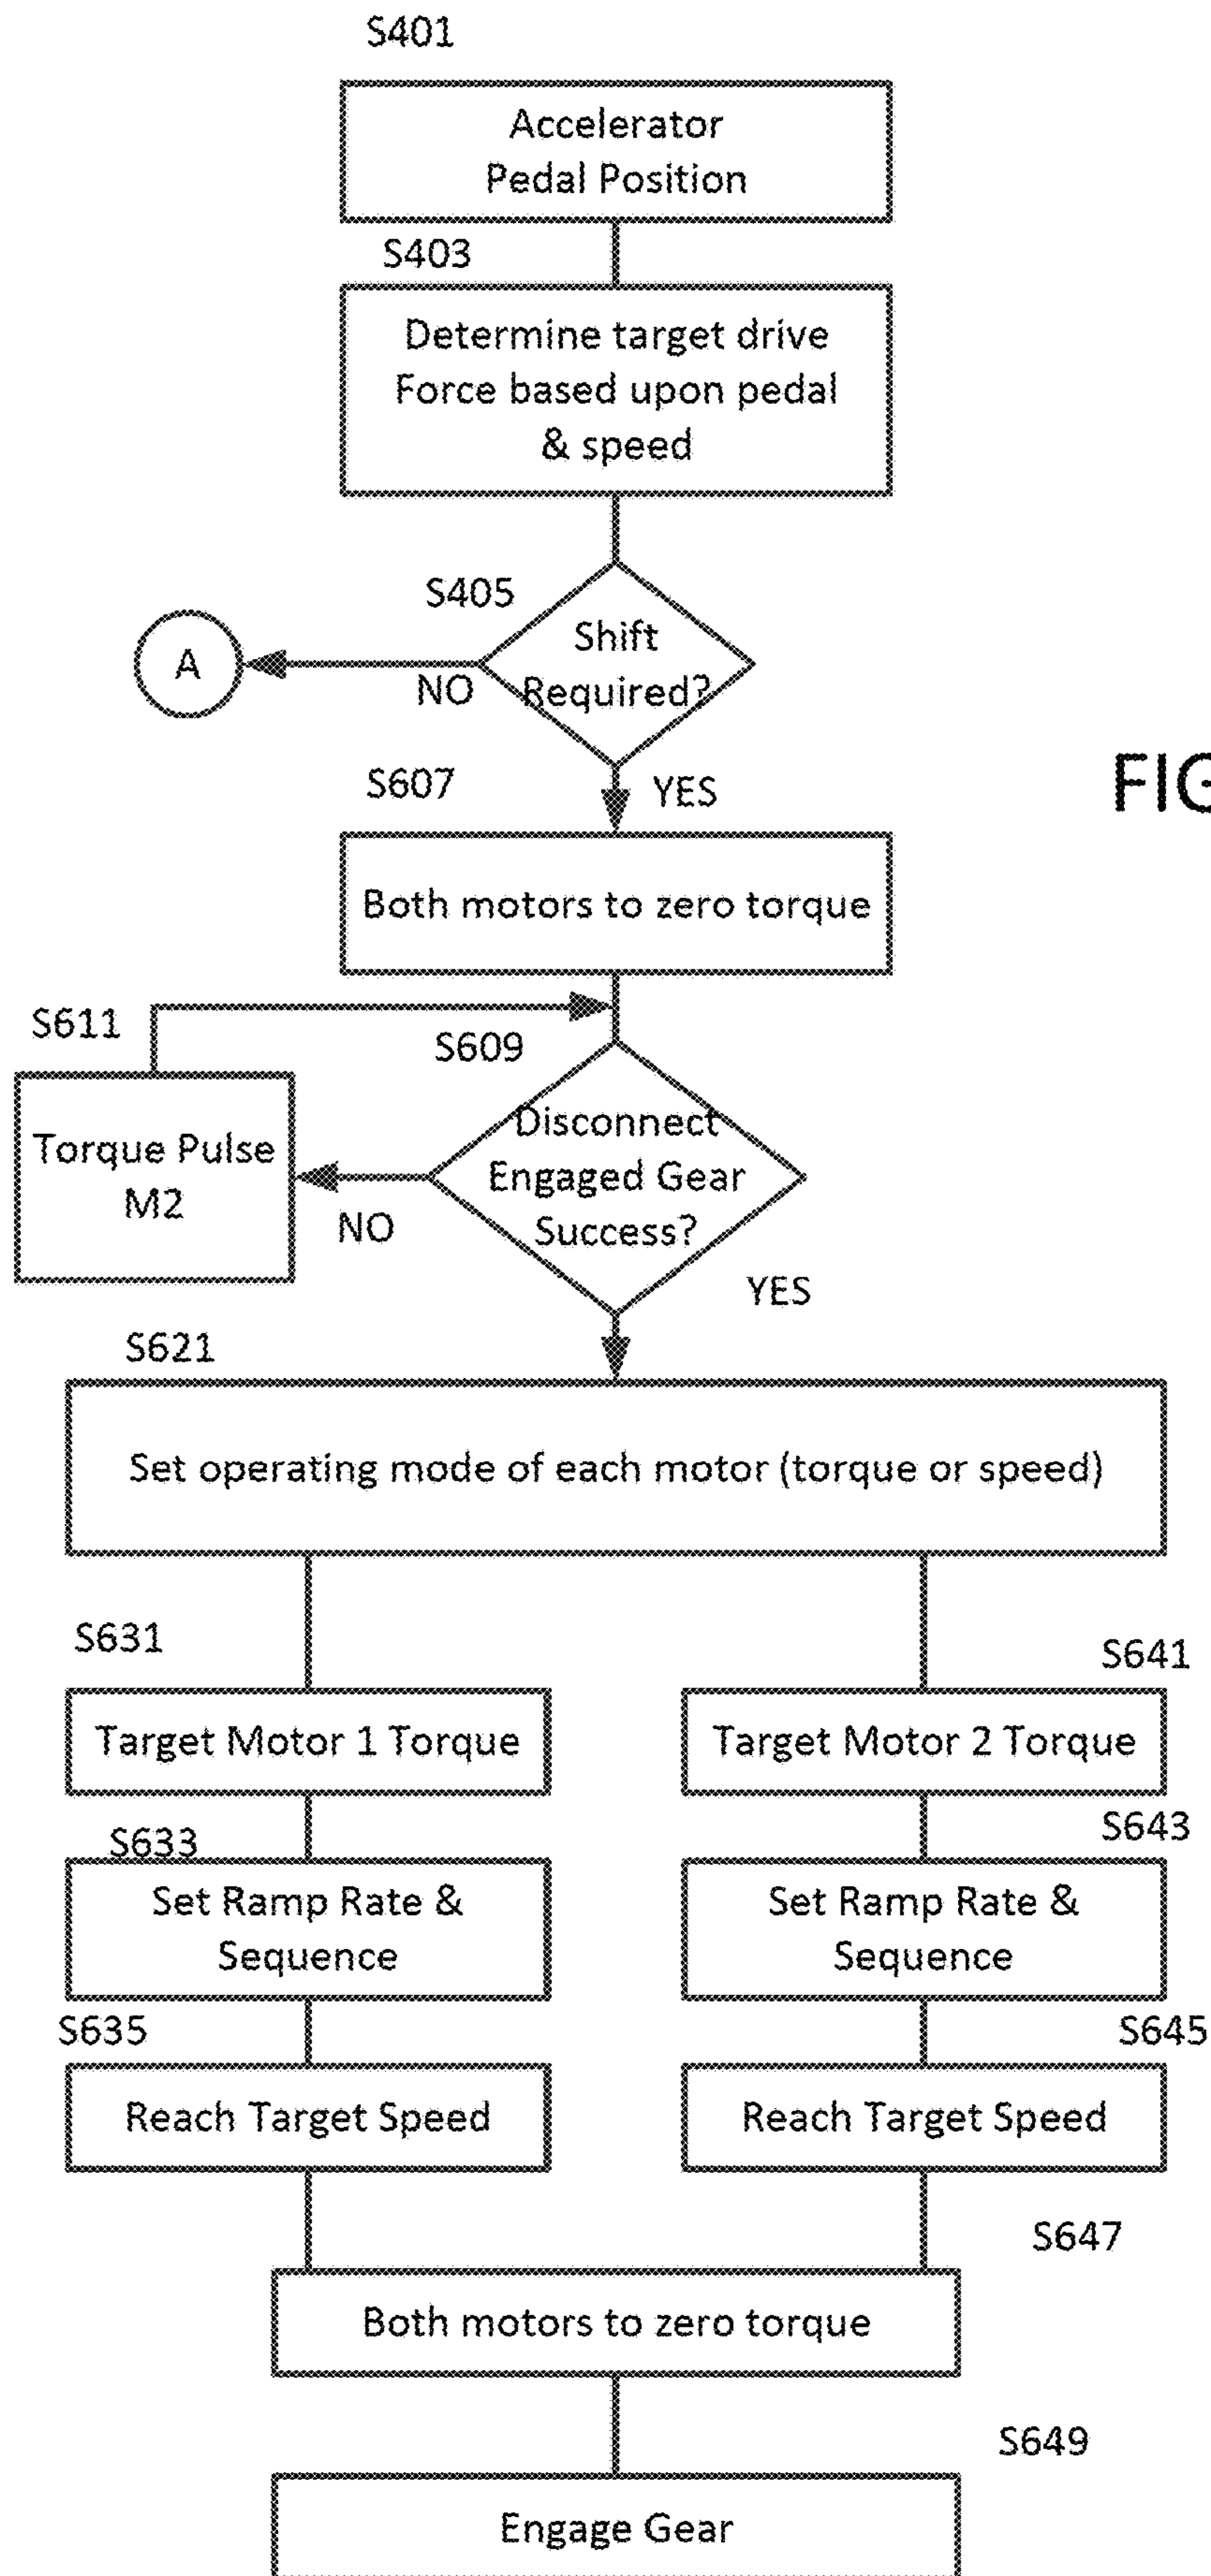 S401
Accelerator
Pedal Position
S403
Determine target drive
Force based upon pedal
& speed
S405
Shift
Required?
A
NO
S607
YES
FIG
Both motors to zero torque
S611
S609
Torque Pulse
M2
Disconnect
Engaged Gear
Success?
NO
YES
S621
Set operating mode of each motor (torque or speed)
S631
S641
Target Motor 1 Torque
Target Motor 2 Torque
S633
S643
Set Ramp Rate &
Sequence
Set Ramp Rate &
Sequence
S635
S645
Reach Target Speed
Reach Target Speed
S647
Both motors to zero torque
S649
Engage Gear